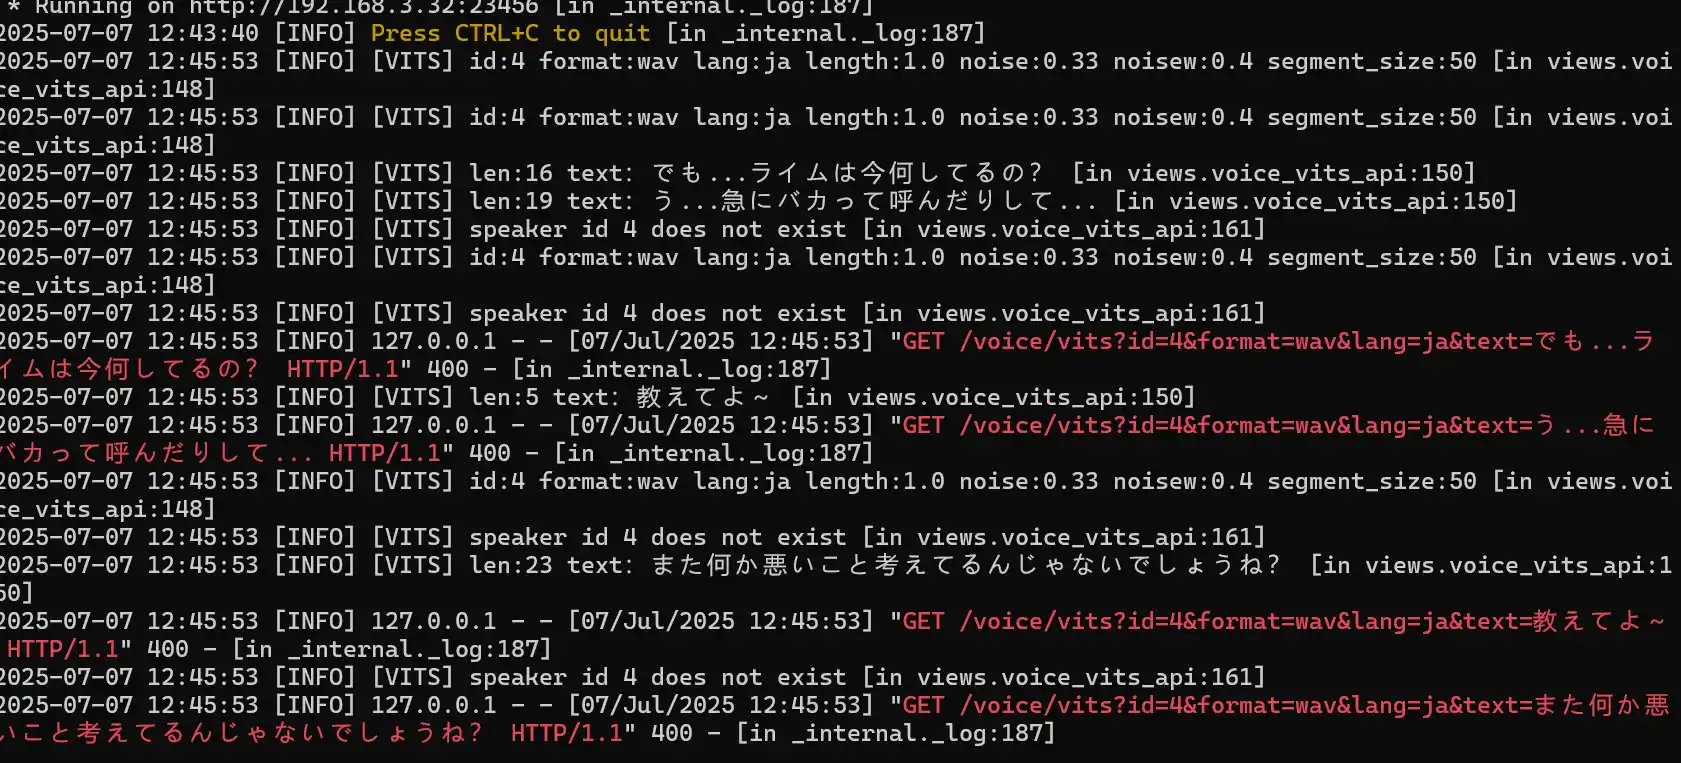 * Running on http://192.168.3.32:23456 [in _internal._log:187]
2025-07-07 12:43:40 [INFO] Press CTRL+C to quit [in _internal._log:187]
2025-07-07 12:45:53 [INFO] [VITS] id:4 format:wav lang:ja length:1.0 noise:0.33 noisew:0.4 segment_size:50 [in views.voi
ce_vits_api:148]
2025-07-07 12:45:53 [INFO] [VITS] id:4 format:wav lang:ja length:1.0 noise:0.33 noisew:0.4 segment_size:50 [in views.voi
ce_vits_api:148]
2025-07-07 12:45:53 [INFO] [VITS] len:16 text: でも...ライムは今何してるの? [in views.voice_vits_api:150]
2025-07-07 12:45:53 [INFO] [VITS] len:19 text: う...急にバカって呼んだりして... [in views.voice_vits_api:150]
2025-07-07 12:45:53 [INFO] [VITS] speaker id 4 does not exist [in views.voice_vits_api:161]
2025-07-07 12:45:53 [INFO] [VITS] id:4 format:wav lang:ja length:1.0 noise:0.33 noisew:0.4 segment_size:50 [in views.voi
ce_vits_api:148]
2025-07-07 12:45:53 [INFO] [VITS] speaker id 4 does not exist [in views.voice_vits_api:161]
2025-07-07 12:45:53 [INFO] 127.0.0.1 - - [07/Jul/2025 12:45:53] "GET /voice/vits?id=4&format=wav&lang=ja&text=でも...ラ
イムは今何してるの? HTTP/1.1" 400 - [in _internal._log:187]
2025-07-07 12:45:53 [INFO] [VITS] len:5 text: 教えてよ~ [in views.voice_vits_api:150]
2025-07-07 12:45:53 [INFO] 127.0.0.1 - - [07/Jul/2025 12:45:53] "GET /voice/vits?id=4&format=wav&lang=ja&text=う...急に
バカって呼んだりして... HTTP/1.1" 400 - [in _internal._log:187]
2025-07-07 12:45:53 [INFO] [VITS] id:4 format:wav lang:ja length:1.0 noise:0.33 noisew:0.4 segment_size:50 [in views.voi
ce_vits_api:148]
2025-07-07 12:45:53 [INFO] [VITS] speaker id 4 does not exist [in views.voice_vits_api:161]
2025-07-07 12:45:53 [INFO] [VITS] len:23 text: また何か悪いこと考えてるんじゃないでしょうね? [in views.voice_vits_api:1
50]
2025-07-07 12:45:53 [INFO] 127.0.0.1 - - [07/Jul/2025 12:45:53] "GET /voice/vits?id=4&format=wav&lang=ja&text=教えてよ~
HTTP/1.1" 400 - [in _internal._log:187]
2025-07-07 12:45:53 [INFO] [VITS] speaker id 4 does not exist [in views.voice_vits_api:161]
2025-07-07 12:45:53 [INFO] 127.0.0.1 - - [07/Jul/2025 12:45:53] "GET /voice/vits?id=4&format=wav&lang=ja&text=また何か悪
いこと考えてるんじゃないでしょうね? HTTP/1.1" 400 - [in _internal._log:187]